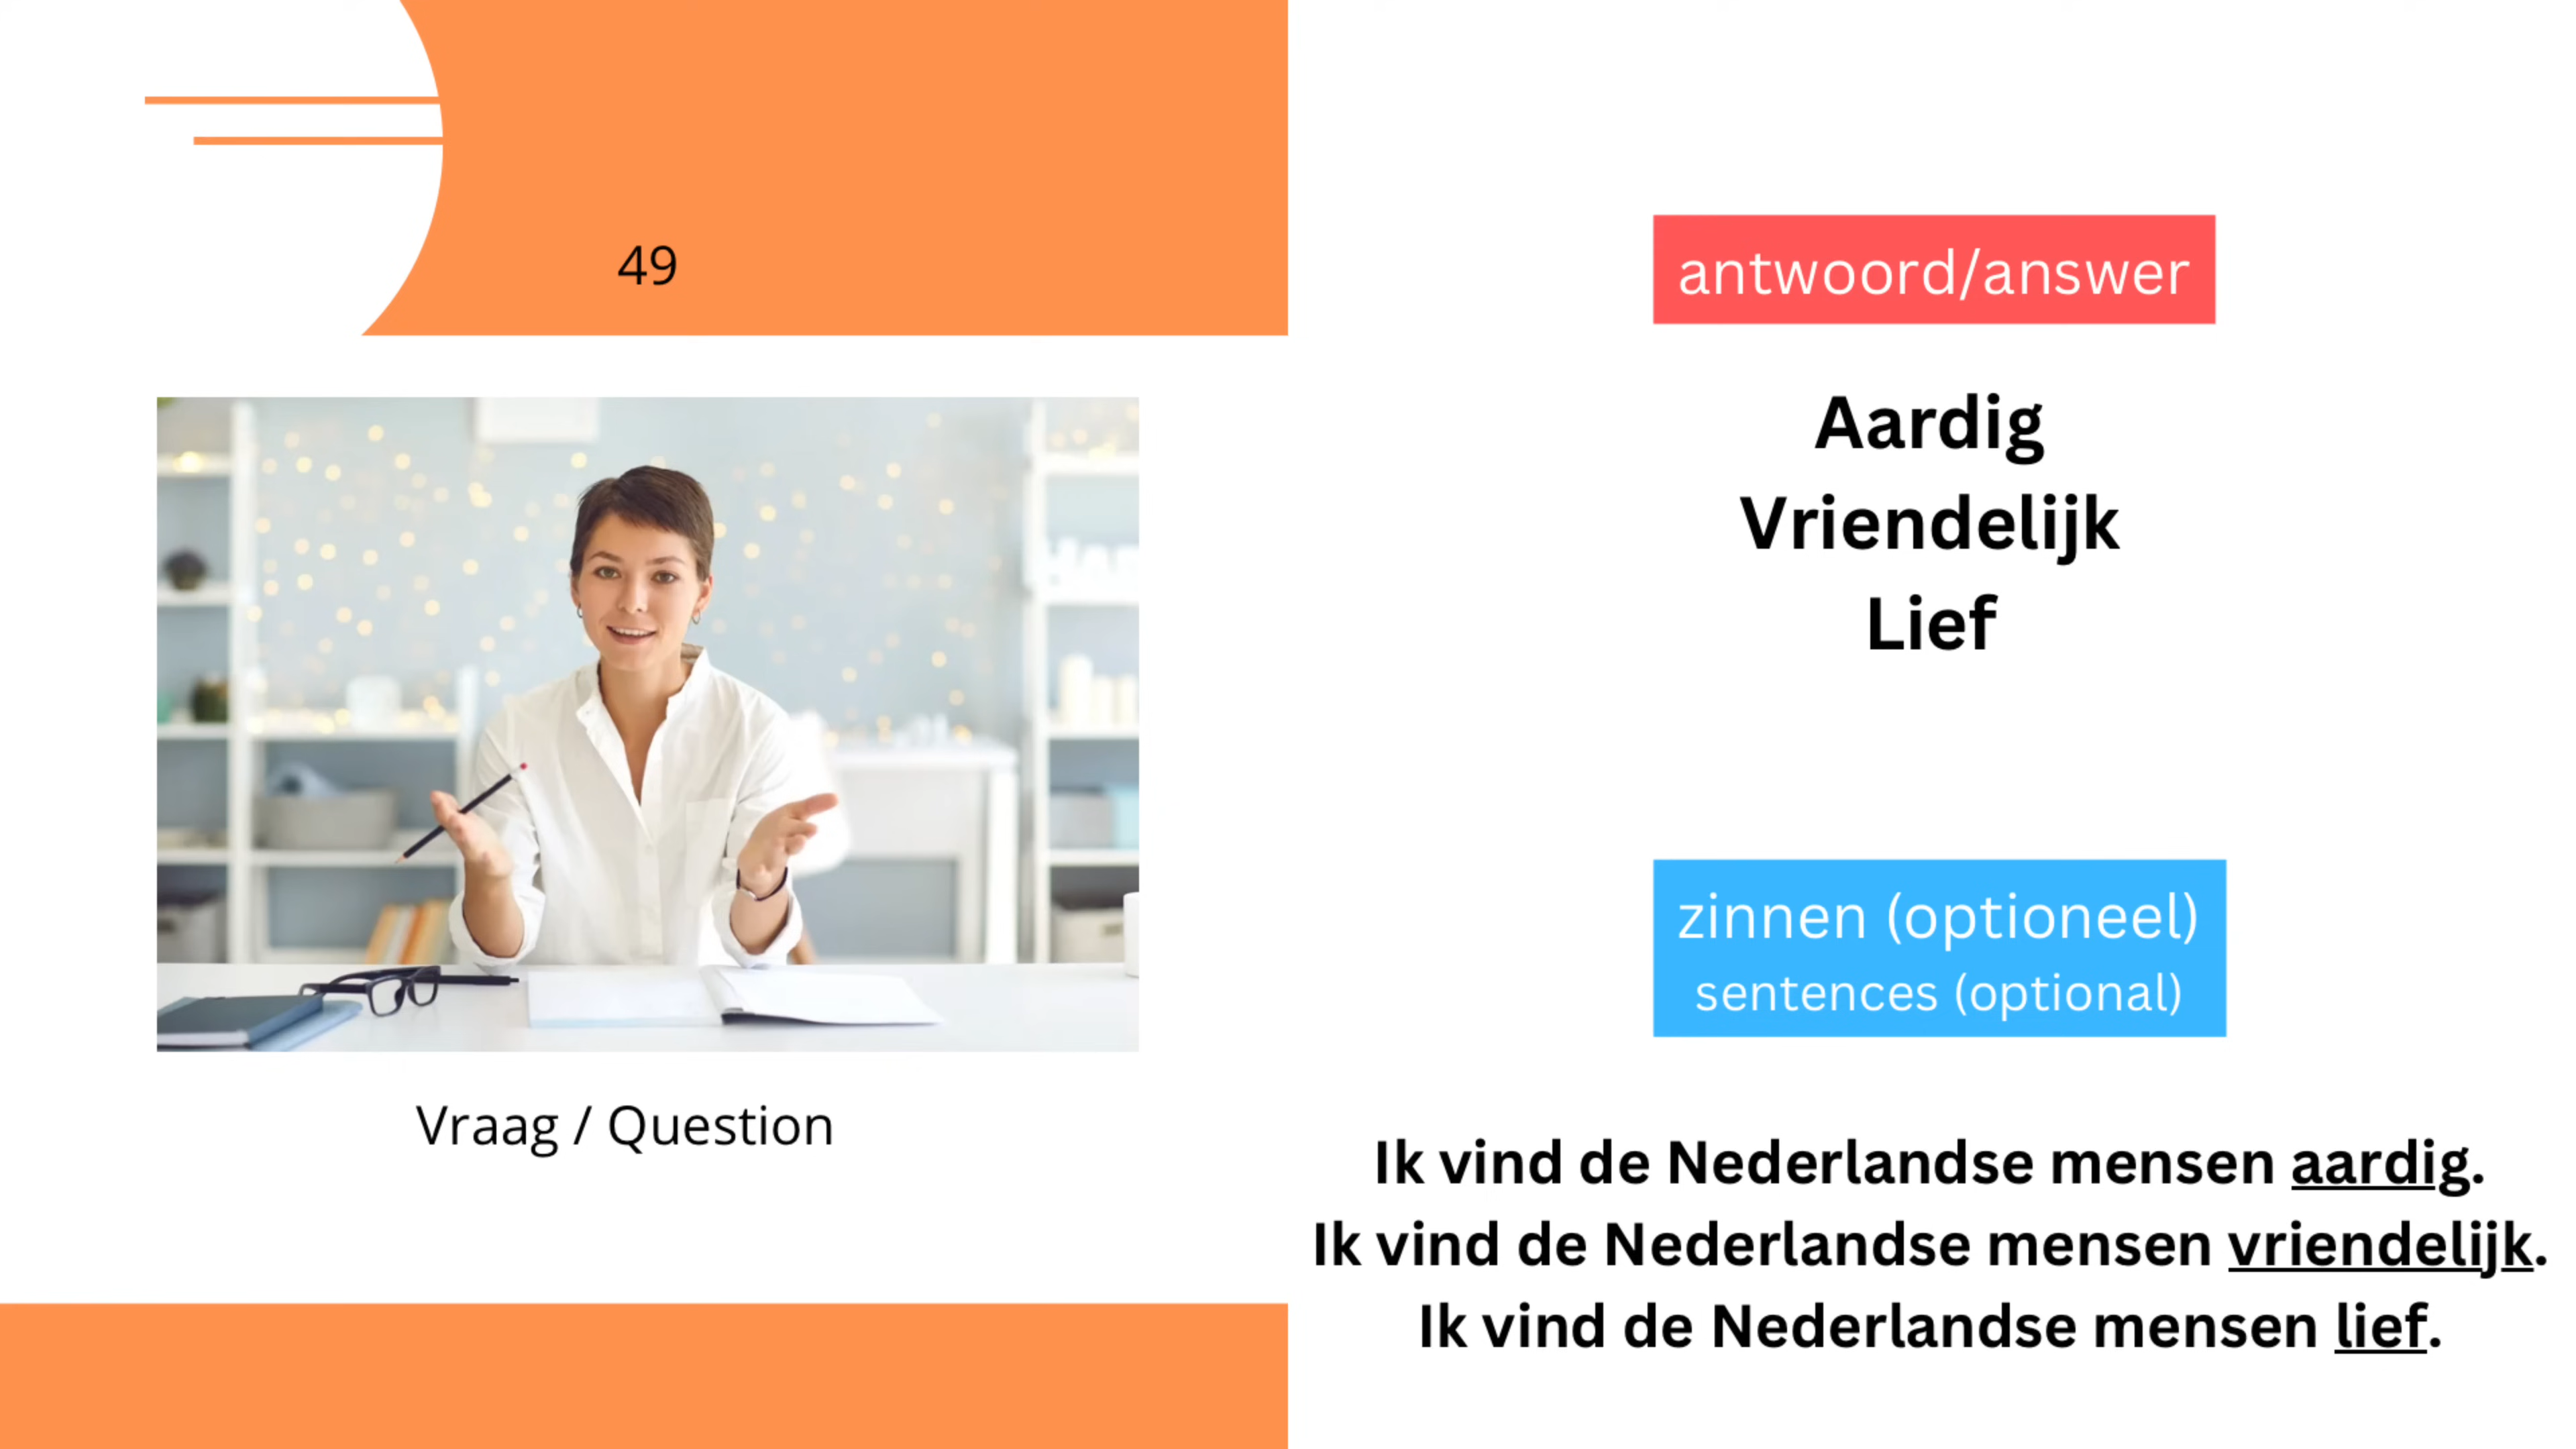 49
Vraag / Question
antwoord/answer
Aardig
Vriendelijk
Lief
zinnen (optioneel)
sentences (optional)
Ik vind de Nederlandse mensen aardig.
Ik vind de Nederlandse mensen vriendelijk.
Ik vind de Nederlandse mensen lief.